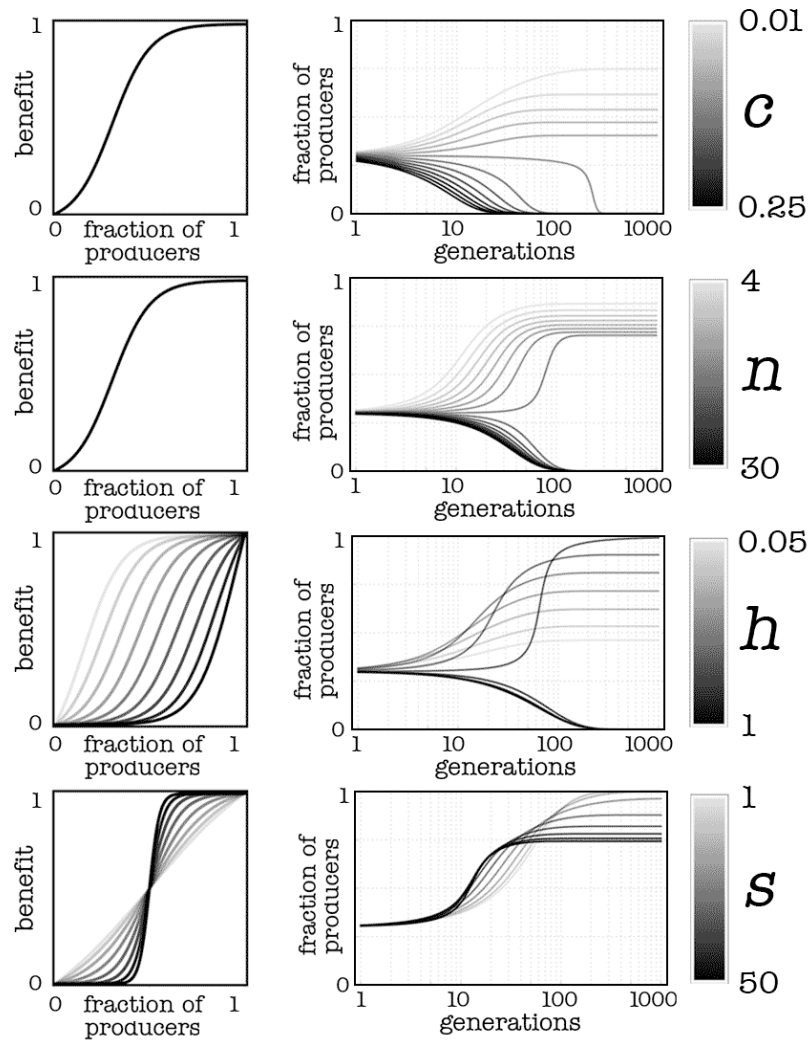 1
benefit
0
0 fraction of 1
producers
1
fraction of
producers
0
1 10 100 1000
generations
0.01
c
0.25
1
benefit
0
0 fraction of 1
producers
1
fraction of
producers
0
1 10 100 1000
generations
4
n
30
1
benefit
0
0 fraction of 1
producers
1
fraction of
producers
0
1 10 100 1000
generations
0.05
h
1
1
benefit
0
0 fraction of 1
producers
1
fraction of
producers
0
1 10 100 1000
generations
1
s
50